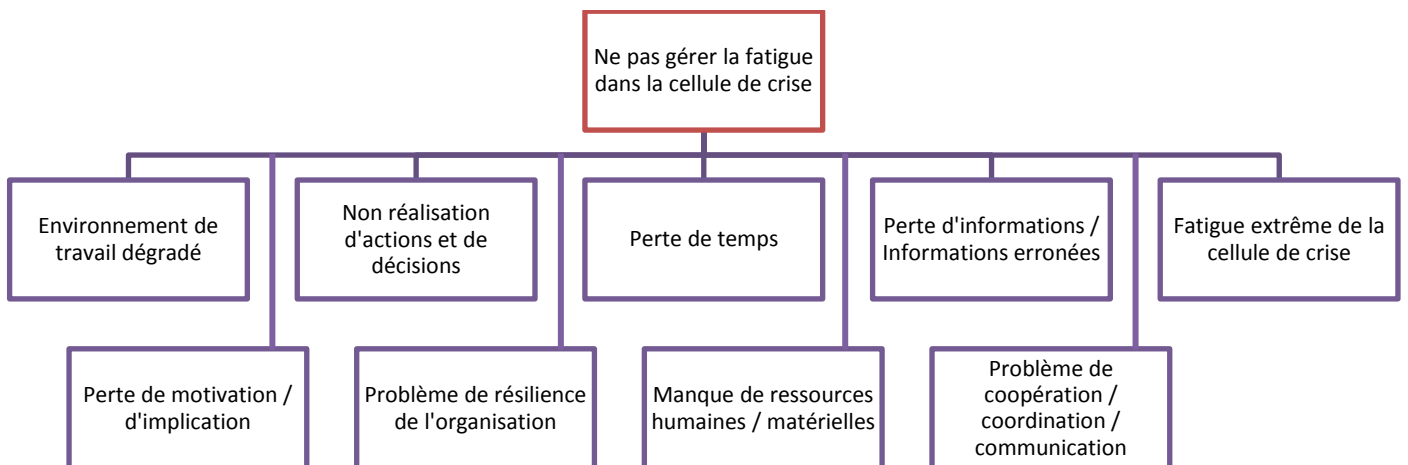 Ne pas gérer la fatigue
dans la cellule de crise
Environnement de
travail dégradé
Non réalisation
d'actions et de
décisions
Perte de temps
Perte d'informations /
Informations erronées
Fatigue extrême de la
cellule de crise
Perte de motivation /
d'implication
Problème de résilience
de l'organisation
Manque de ressources
humaines / matérielles
Problème de
coopération /
coordination /
communication